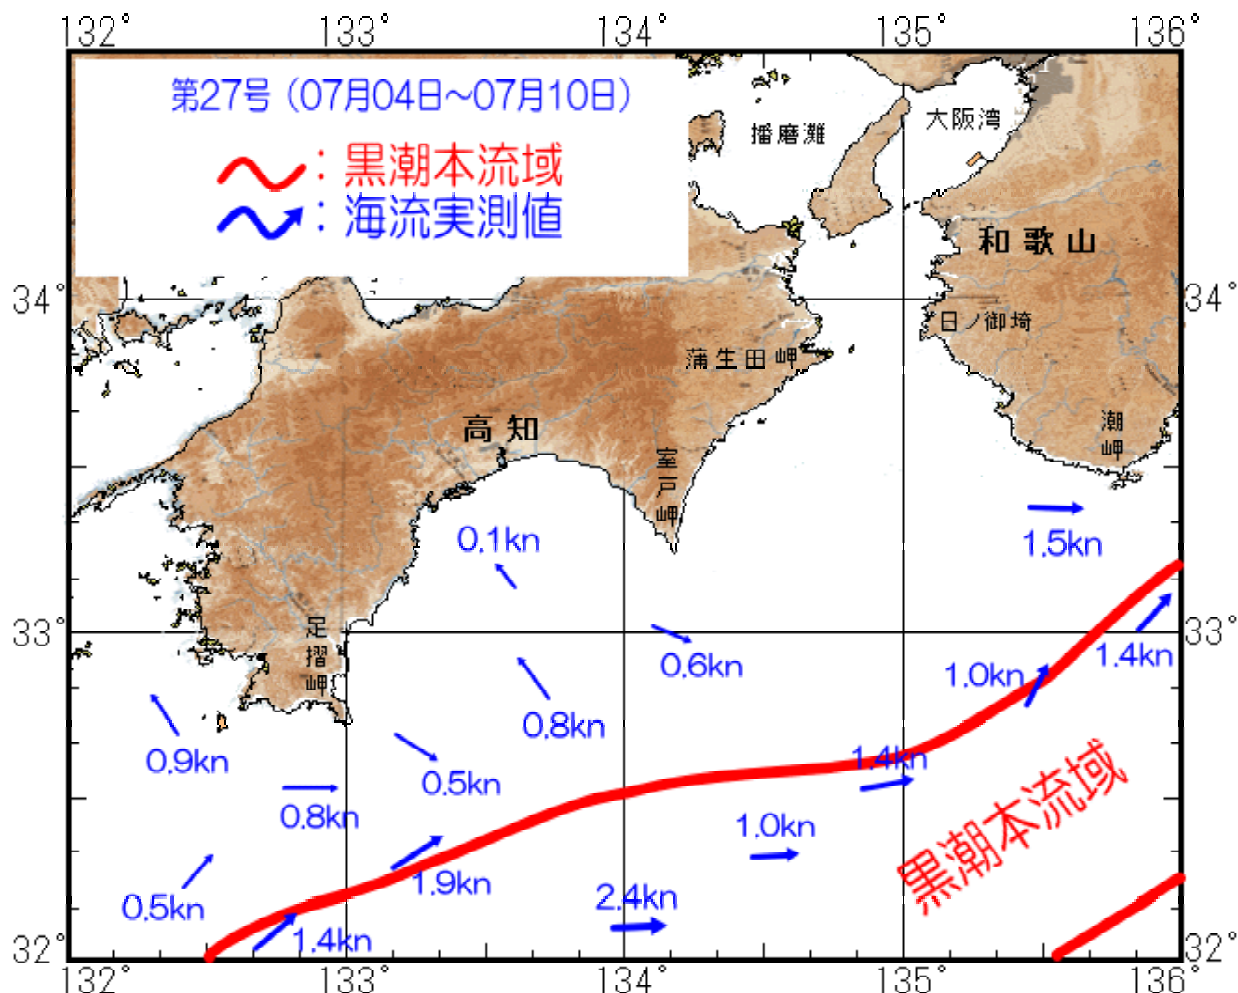 132° 133° 134° 135° 136°
第27号(07月04日~07月10日)
:黒潮本流域
:海流実測値
播磨灘
大阪湾
和歌山
34° 34°
日ノ御埼
蒲生田岬
高知
潮岬
室戸岬
1.5kn
0.1kn
33° 33°
足摺岬
0.6kn
1.4kn
1.0kn
0.8kn
0.9kn
1.4kn
0.5kn
0.8kn
1.0kn
黒潮本流域
1.9kn
2.4kn
0.5kn
1.4kn
32° 32°
132° 133° 134° 135° 136°